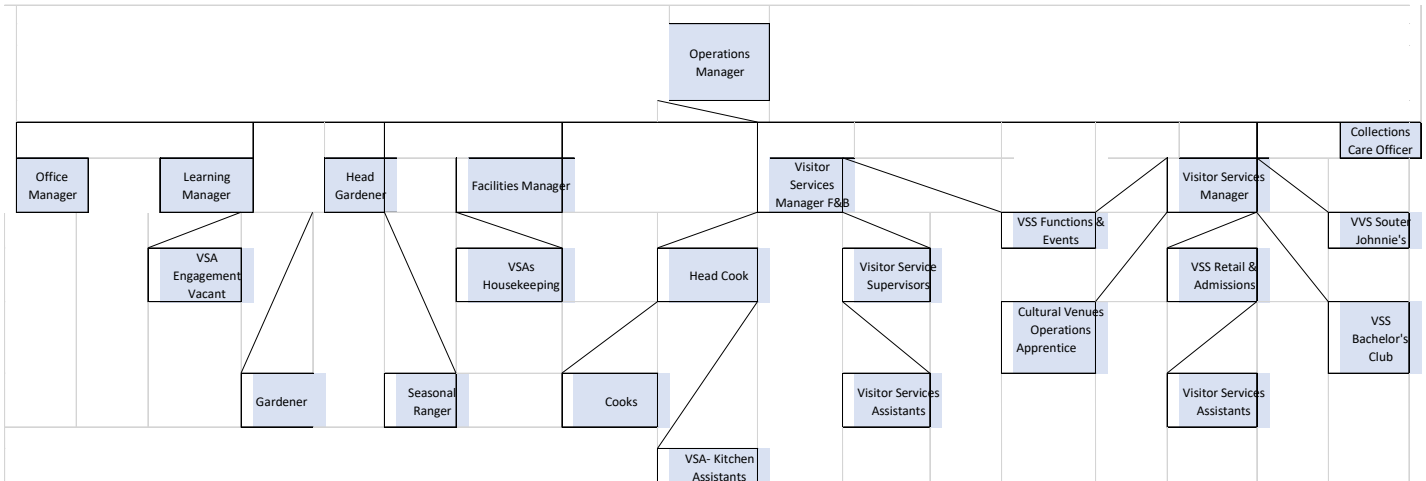 Operations
Manager
Collections
Care Officer
Office
Manager
Learning
Manager
Head
Gardener
Facilities Manager
Visitor
Services
Manager F&B
Visitor Services
Manager
VSS Functions &
Events
VVS Souter
Johnnie's
VSA
Engagement
Vacant
VSAs
Housekeeping
Head Cook
Visitor Service
Supervisors
VSS Retail &
Admissions
Cultural Venues
Operations
Apprentice
VSS
Bachelor's
Club
Gardener
Seasonal
Ranger
Cooks
Visitor Services
Assistants
Visitor Services
Assistants
VSA- Kitchen
Assistants